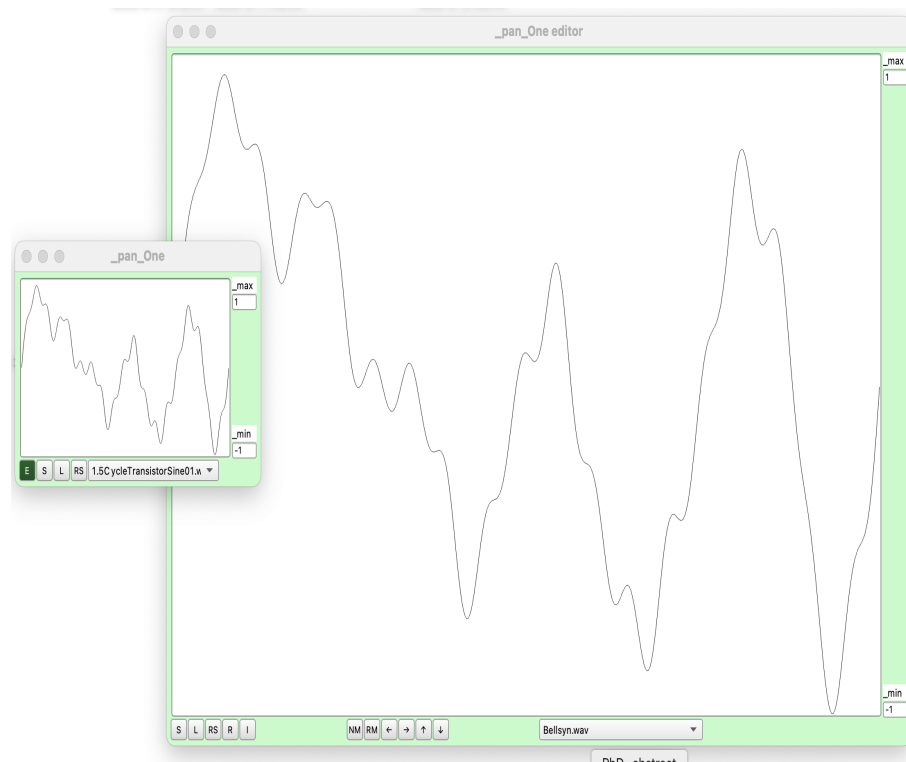 _pan_One editor
_max
1
_pan_One
_max
1
_min
-1
E S L RS 1.5CycleTransistorSine01.w
_min
-1
S L RS R I NM RM ← → ↑ ↓ Bellsyn.wav
PhD_abstract